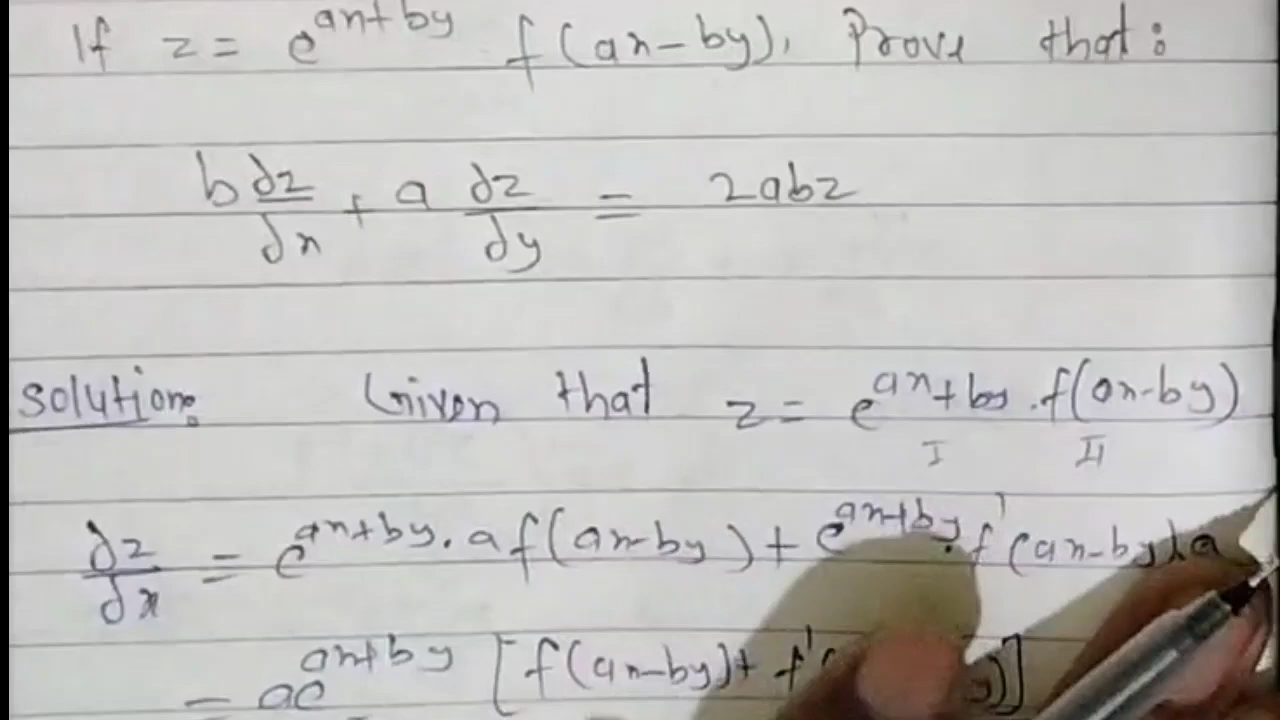 If z = e^{ax+by} f(ax-by), Prove that:
b ∂z/∂x + a ∂z/∂y = 2abz
Solution: Given that z = e^{ax+by} . f(ax-by)
I II
∂z/∂x = e^{ax+by} . a f(ax-by) + e^{ax+by} . f'(ax-by) a
= ae^{ax+by} [f(ax-by) + f'( y)]